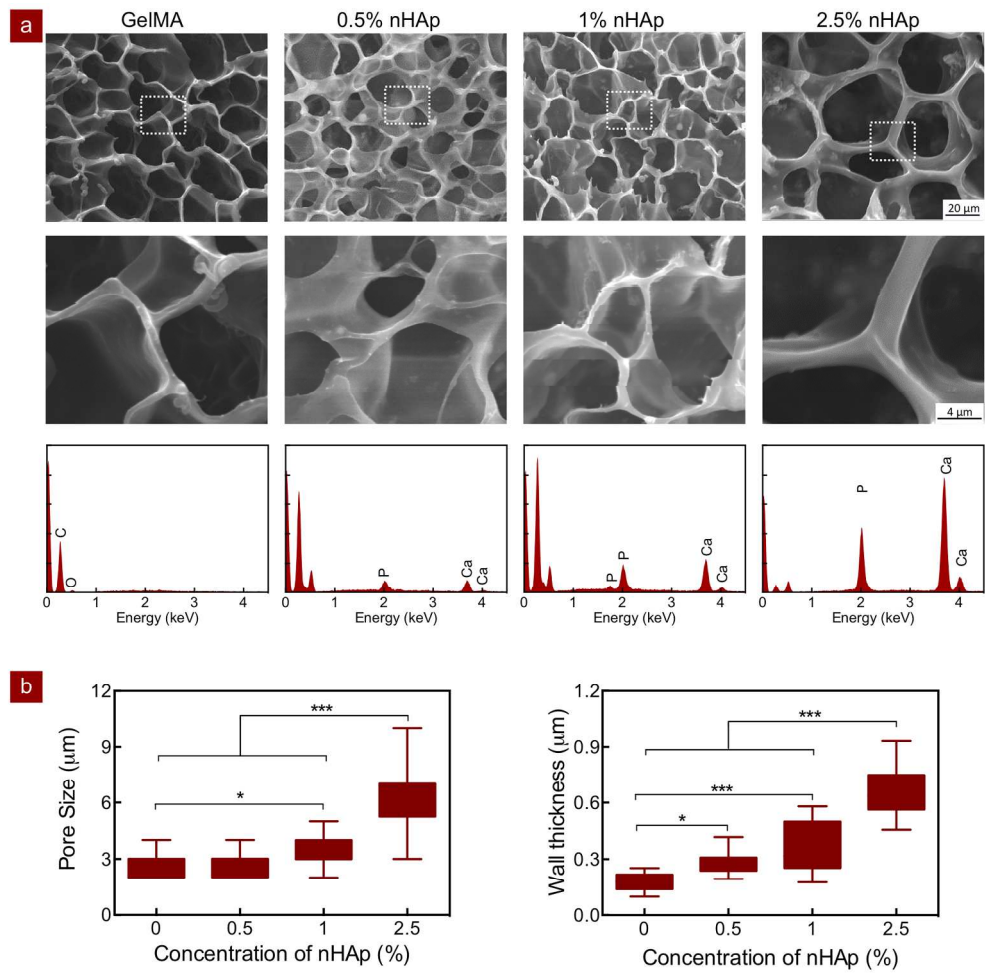 a
GelMA 0.5% nHAp 1% nHAp 2.5% nHAp
20 μm
4 μm
C O
P Ca Ca
P P Ca Ca
P Ca Ca
0 1 2 3 4 0 1 2 3 4 0 1 2 3 4 0 1 2 3 4
Energy (keV) Energy (keV) Energy (keV) Energy (keV)
b
Pore Size (μm)
12
9
6
3
0
***
*
0 0.5 1 2.5
Concentration of nHAp (%)
Wall thickness (μm)
1.2
0.9
0.6
0.3
0.0
***
***
*
0 0.5 1 2.5
Concentration of nHAp (%)